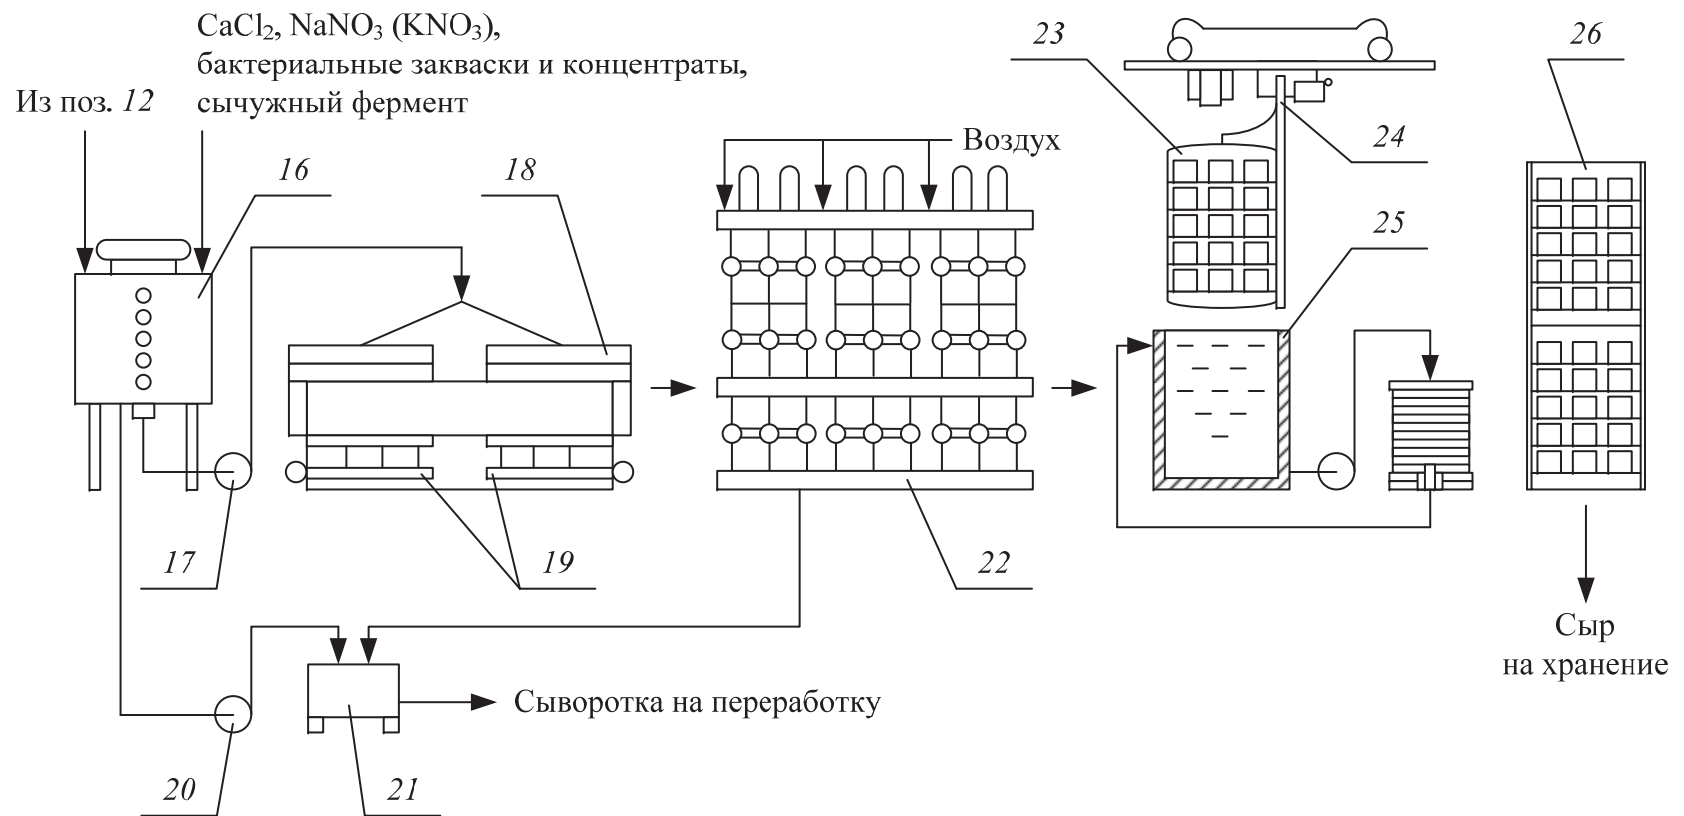 CaCl₂, NaNO₃ (KNO₃),
бактериальные закваски и концентраты,
сычужный фермент
Из поз. 12
16
18
Воздух
23
24
25
26
17
19
22
Сыр
на хранение
Сыворотка на переработку
20
21